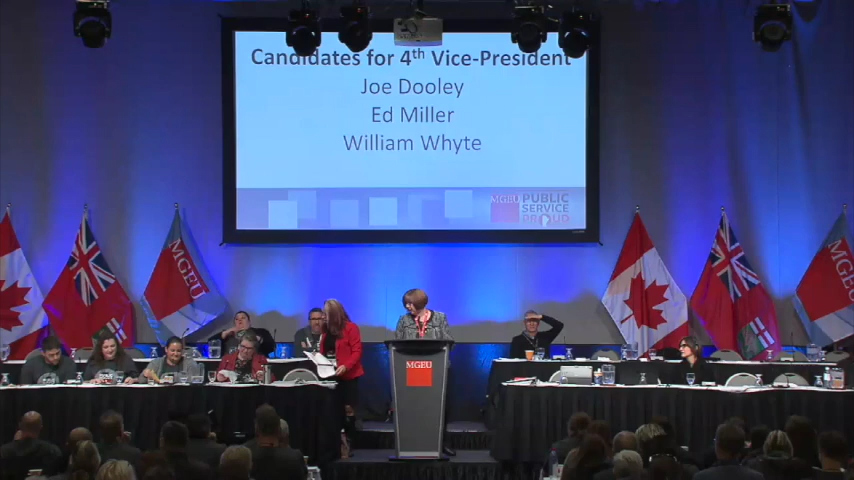 Candidates for 4th Vice-President
Joe Dooley
Ed Miller
William Whyte
MGEU PUBLIC
SERVICE
PROUD
MGEU
MGEU
MGEU